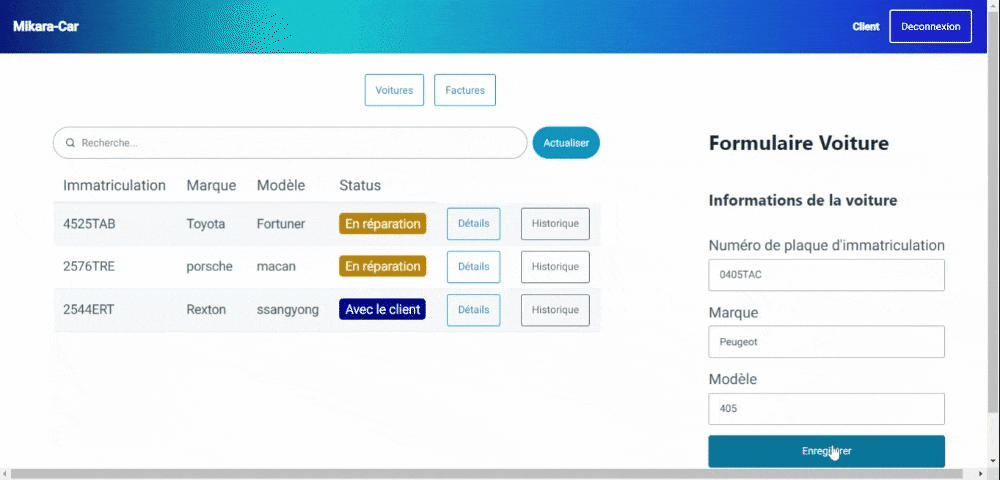 Mikara-Car
Client
Deconnexion
Voitures
Factures
Recherche...
Actualiser
Immatriculation Marque Modèle Status
4525TAB Toyota Fortuner En réparation Détails Historique
2576TRE porsche macan En réparation Détails Historique
2544ERT Rexton ssangyong Avec le client Détails Historique
Formulaire Voiture
Informations de la voiture
Numéro de plaque d'immatriculation
0405TAC
Marque
Peugeot
Modèle
405